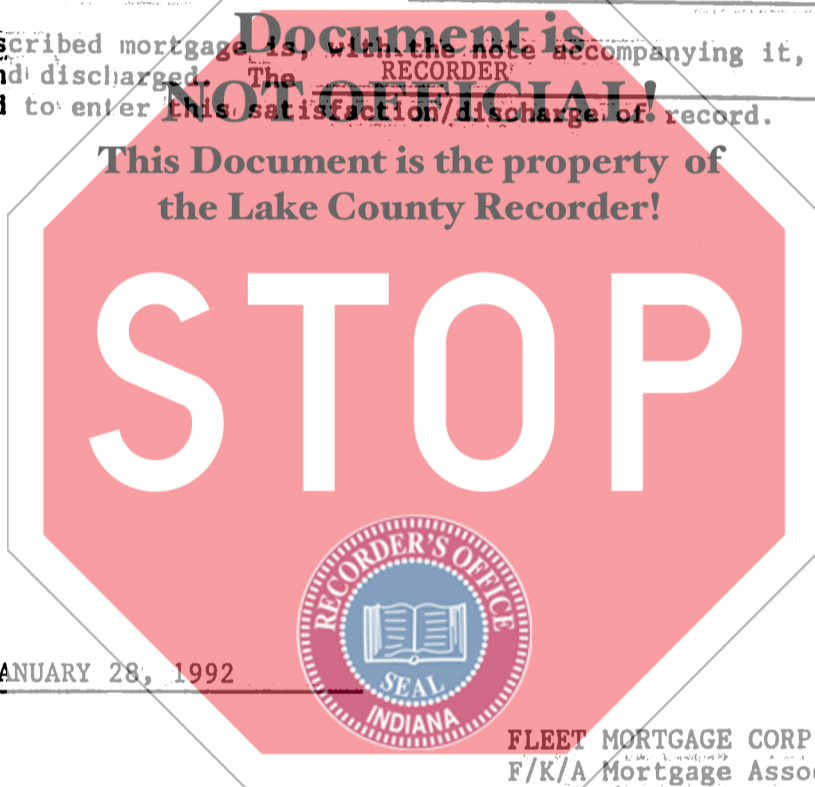 Document is
scribed mortgage is, with the note accompanying it,
nd discharged. The RECORDER
NOT OFFICIAL!
d to enter this satisfaction/discharge of record.
This Document is the property of
the Lake County Recorder!
STOP
RECORDER'S OFFICE
SEAL
INDIANA
ANUARY 28, 1992
FLEET MORTGAGE CORP
F/K/A Mortgage Asso